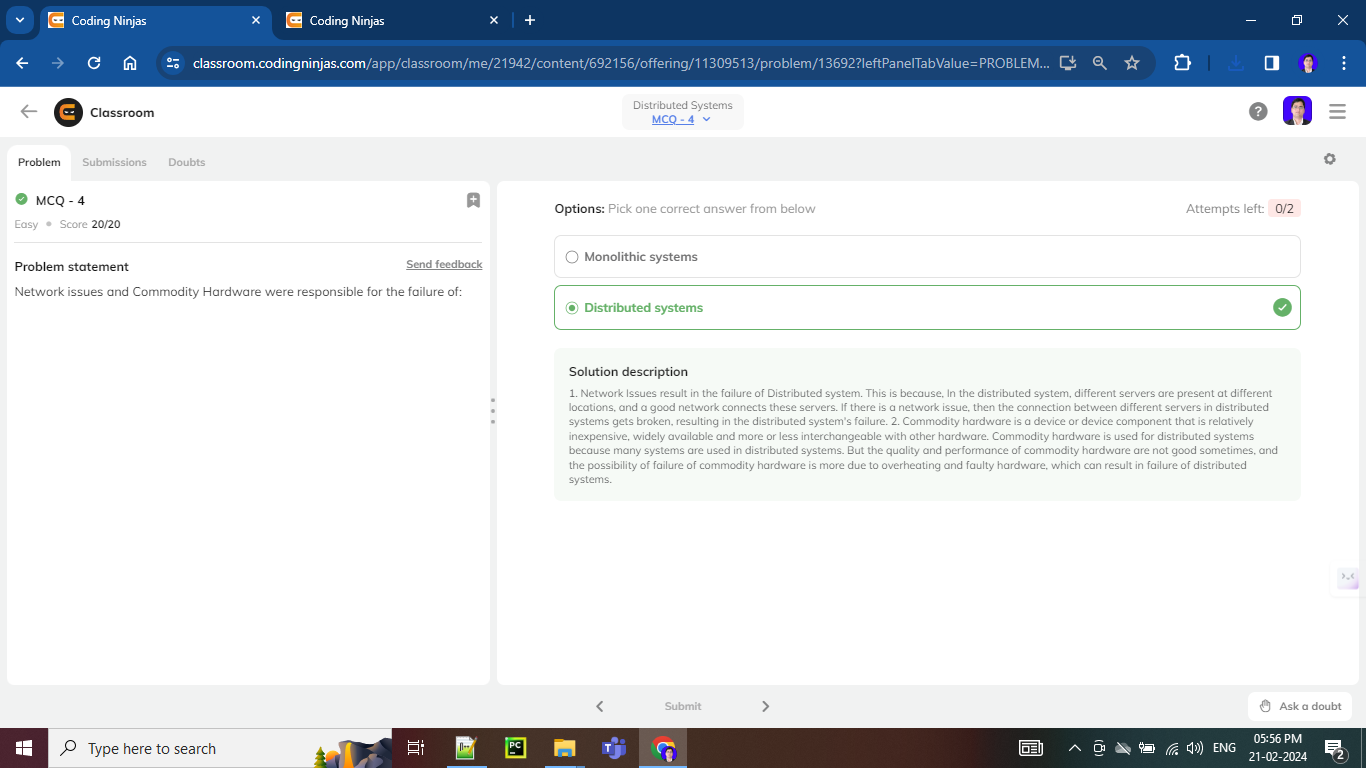 Coding Ninjas
Coding Ninjas
classroom.codingninjas.com/app/classroom/me/21942/content/692156/offering/11309513/problem/13692?leftPanelTabValue=PROBLEM...
Classroom
Distributed Systems
MCQ - 4
Problem
Submissions
Doubts
MCQ - 4
Easy
Score 20/20
Problem statement
Send feedback
Network issues and Commodity Hardware were responsible for the failure of:
Options: Pick one correct answer from below
Attempts left: 0/2
Monolithic systems
Distributed systems
Solution description
1. Network Issues result in the failure of Distributed system. This is because, In the distributed system, different servers are present at different
locations, and a good network connects these servers. If there is a network issue, then the connection between different servers in distributed
systems gets broken, resulting in the distributed system's failure. 2. Commodity hardware is a device or device component that is relatively
inexpensive, widely available and more or less interchangeable with other hardware. Commodity hardware is used for distributed systems
because many systems are used in distributed systems. But the quality and performance of commodity hardware are not good sometimes, and
the possibility of failure of commodity hardware is more due to overheating and faulty hardware, which can result in failure of distributed
systems.
Submit
Ask a doubt
Type here to search
PC
ENG
05:56 PM
21-02-2024
2